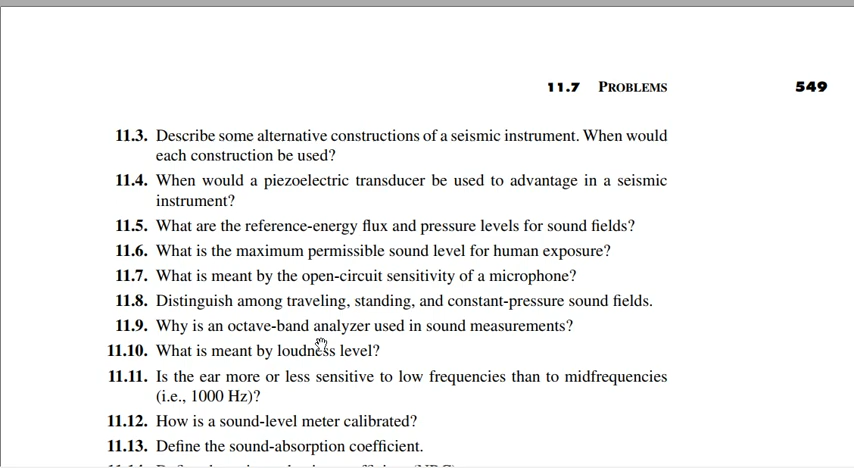 11.7 PROBLEMS 549
11.3. Describe some alternative constructions of a seismic instrument. When would
each construction be used?
11.4. When would a piezoelectric transducer be used to advantage in a seismic
instrument?
11.5. What are the reference-energy flux and pressure levels for sound fields?
11.6. What is the maximum permissible sound level for human exposure?
11.7. What is meant by the open-circuit sensitivity of a microphone?
11.8. Distinguish among traveling, standing, and constant-pressure sound fields.
11.9. Why is an octave-band analyzer used in sound measurements?
11.10. What is meant by loudness level?
11.11. Is the ear more or less sensitive to low frequencies than to midfrequencies
(i.e., 1000 Hz)?
11.12. How is a sound-level meter calibrated?
11.13. Define the sound-absorption coefficient.